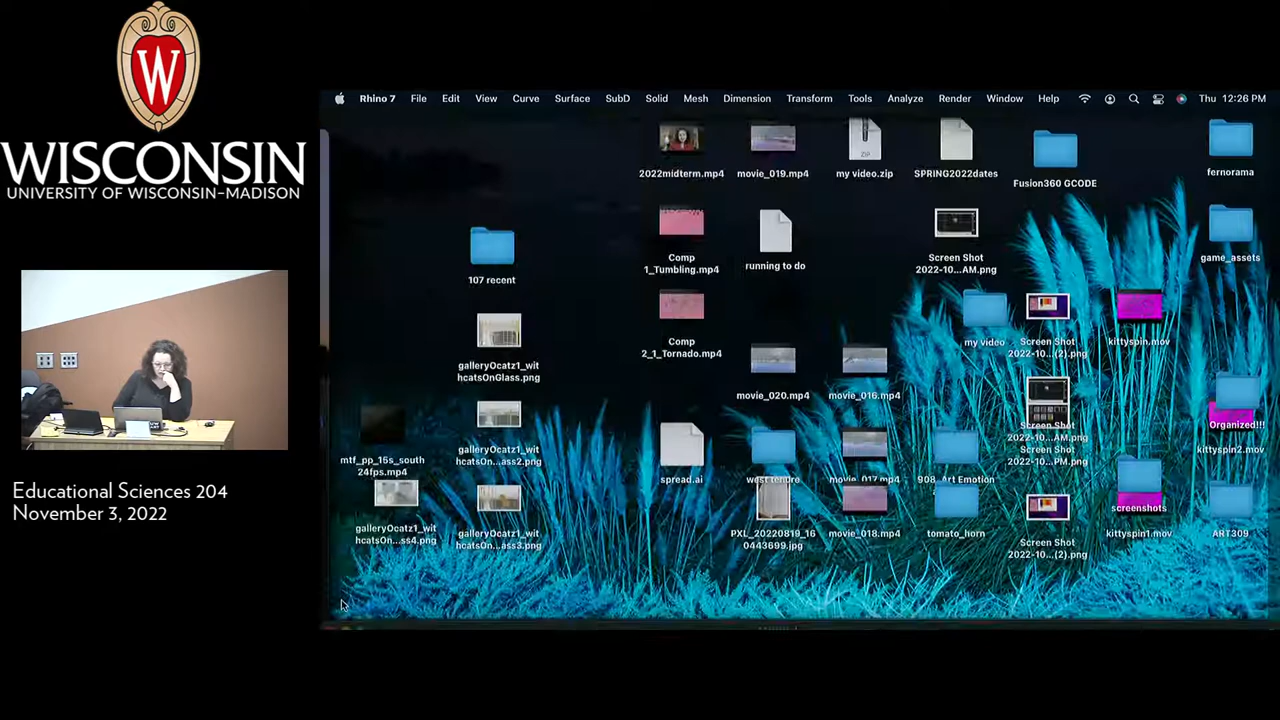 W
WISCONSIN
UNIVERSITY OF WISCONSIN-MADISON
Educational Sciences 204
November 3, 2022
Rhino 7 File Edit View Curve Surface SubD Solid Mesh Dimension Transform Tools Analyze Render Window Help Thu 12:26 PM
2022midterm.mp4
movie_019.mp4
ZIP
my video.zip
SPRING2022dates
Fusion360 GCODE
fernorama
107 recent
Comp
1_Tumbling.mp4
running to do
Screen Shot
2022-10...AM.png
game_assets
galleryOcatz1_wit
hcatsOnGlass.png
Comp
2_1_Tornado.mp4
movie_020.mp4
movie_016.mp4
my video
Screen Shot
2022-10...(2).png
kittyspin.mov
mtf_pp_15s_south
24fps.mp4
galleryOcatz1_wit
hcatsOn...ass2.png
spread.ai
west tendre
movie_017.mp4
908_Art Emotion
Screen Shot
2022-10...AM.png
Screen Shot
2022-10...PM.png
screenshots
Organized!!!
kittyspin2.mov
galleryOcatz1_wit
hcatsOn...ss4.png
galleryOcatz1_wit
hcatsOn...ass3.png
PXL_20220819_16
0443699.jpg
movie_018.mp4
tomato_horn
Screen Shot
2022-10...(2).png
kittyspin1.mov
ART309